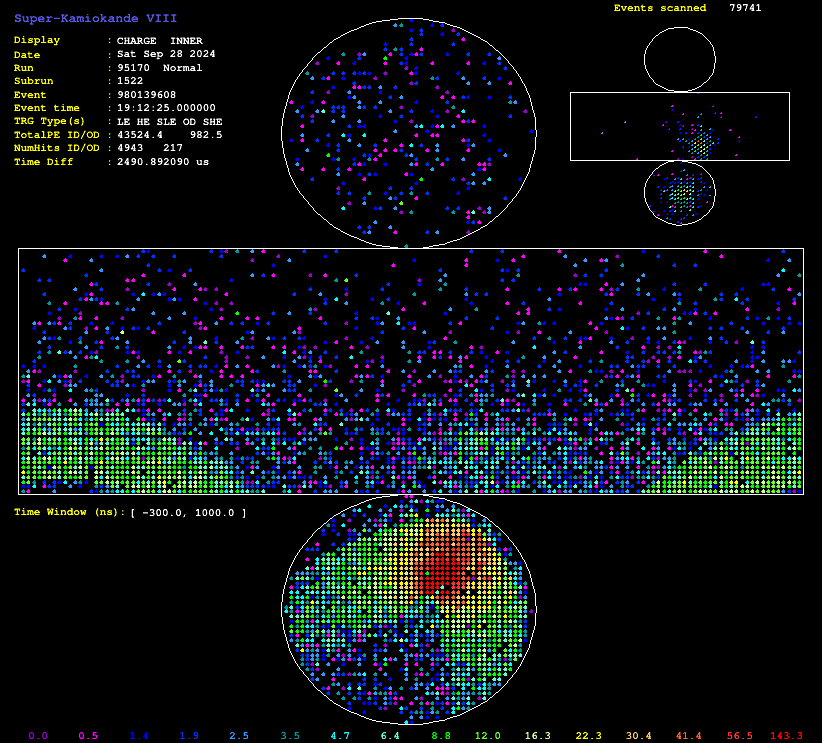 Super-Kamiokande VIII
Events scanned 79741
Display : CHARGE INNER
Date : Sat Sep 28 2024
Run : 95170 Normal
Subrun : 1522
Event : 980139608
Event time : 19:12:25.000000
TRG Type(s) : LE HE SLE OD SHE
TotalPE ID/OD : 43524.4 982.5
NumHits ID/OD : 4943 217
Time Diff : 2490.892090 us
Time Window (ns): [ -300.0, 1000.0 ]
0.0 0.5 1.4 1.9 2.5 3.5 4.7 6.4 8.8 12.0 16.3 22.3 30.4 41.4 56.5 143.3